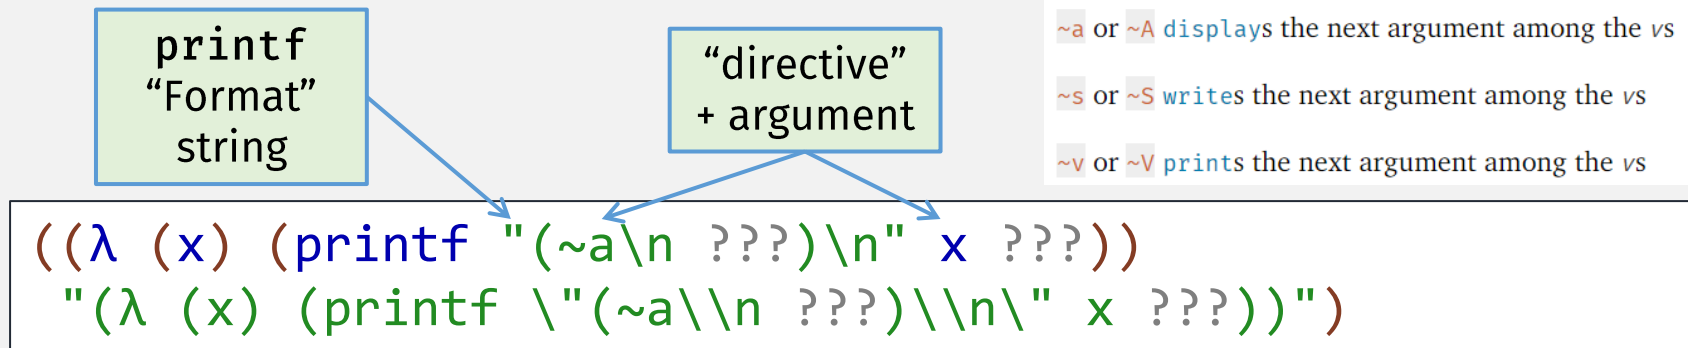 printf
“Format”
string
“directive”
+ argument
~a or ~A displays the next argument among the vs
~s or ~S writes the next argument among the vs
~v or ~V prints the next argument among the vs
((λ (x) (printf "(~a\n ???)\n" x ???))
"(λ (x) (printf \"(~a\\n ???)\\n\" x ???))")